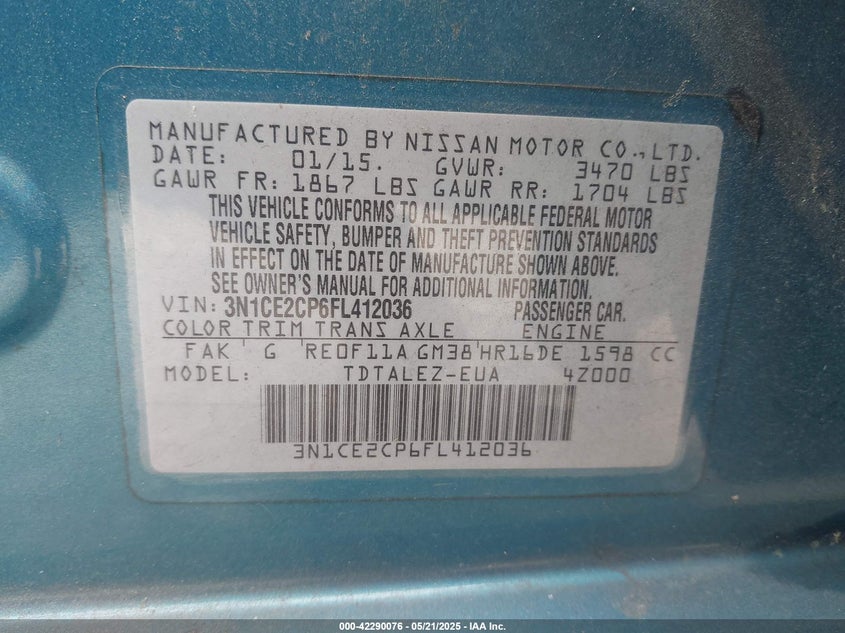 MANUFACTURED BY NISSAN MOTOR CO.,LTD.
DATE: 01/15. GVWR: 3470 LBS
GAWR FR: 1867 LBS GAWR RR: 1704 LBS
THIS VEHICLE CONFORMS TO ALL APPLICABLE FEDERAL MOTOR
VEHICLE SAFETY, BUMPER AND THEFT PREVENTION STANDARDS
IN EFFECT ON THE DATE OF MANUFACTURE SHOWN ABOVE.
SEE OWNER'S MANUAL FOR ADDITIONAL INFORMATION.
VIN: 3N1CE2CP6FL412036 PASSENGER CAR.
COLOR TRIM TRANS AXLE ENGINE
FAK G RE0F11A GM38 HR16DE 1598 CC
MODEL: TDTALEZ-EUA 4Z000
3N1CE2CP6FL412036
000-42290076 - 05/21/2025 - IAA Inc.